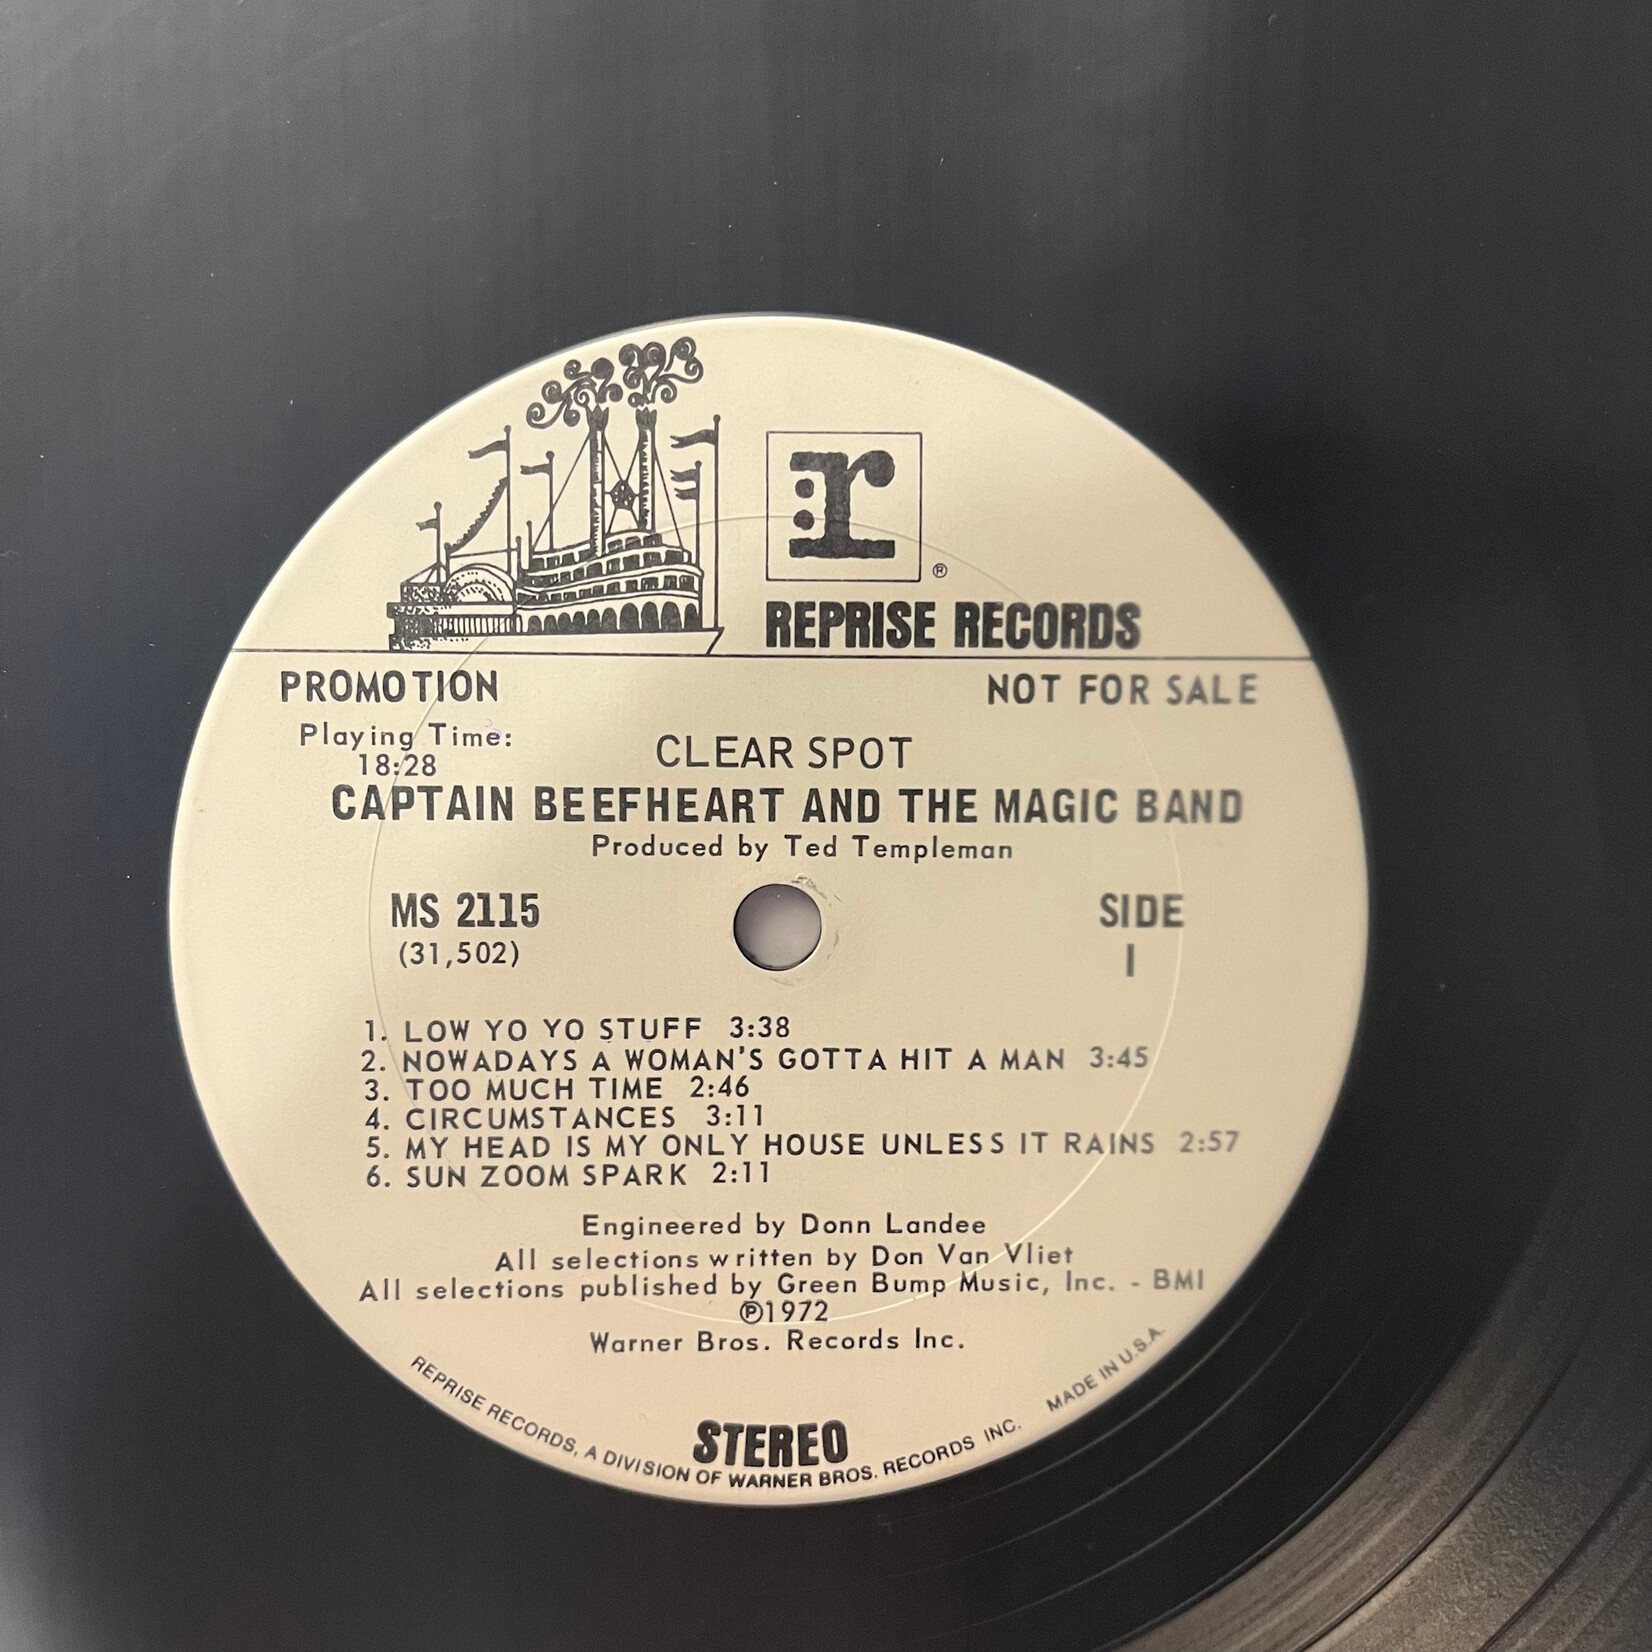 r
®
REPRISE RECORDS
PROMOTION NOT FOR SALE
Playing Time:
18:28
CLEAR SPOT
CAPTAIN BEEFHEART AND THE MAGIC BAND
Produced by Ted Templeman
MS 2115
(31,502)
SIDE
1
1. LOW YO YO STUFF 3:38
2. NOWADAYS A WOMAN'S GOTTA HIT A MAN 3:45
3. TOO MUCH TIME 2:46
4. CIRCUMSTANCES 3:11
5. MY HEAD IS MY ONLY HOUSE UNLESS IT RAINS 2:57
6. SUN ZOOM SPARK 2:11
Engineered by Donn Landee
All selections written by Don Van Vliet
All selections published by Green Bump Music, Inc. - BMI
℗1972
Warner Bros. Records Inc.
STEREO
REPRISE RECORDS, A DIVISION OF WARNER BROS. RECORDS INC. MADE IN U.S.A.